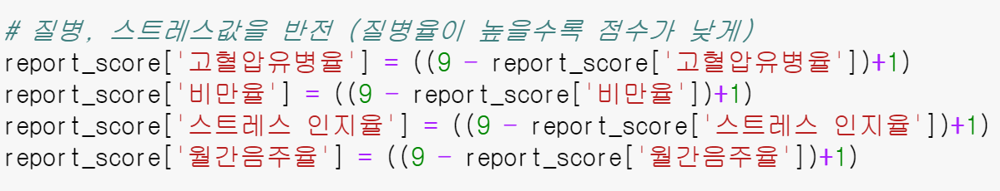 # 질병, 스트레스값을 반전 (질병율이 높을수록 점수가 낮게)
report_score['고혈압유병율'] = ((9 - report_score['고혈압유병율'])+1)
report_score['비만율'] = ((9 - report_score['비만율'])+1)
report_score['스트레스 인지율'] = ((9 - report_score['스트레스 인지율'])+1)
report_score['월간음주율'] = ((9 - report_score['월간음주율'])+1)